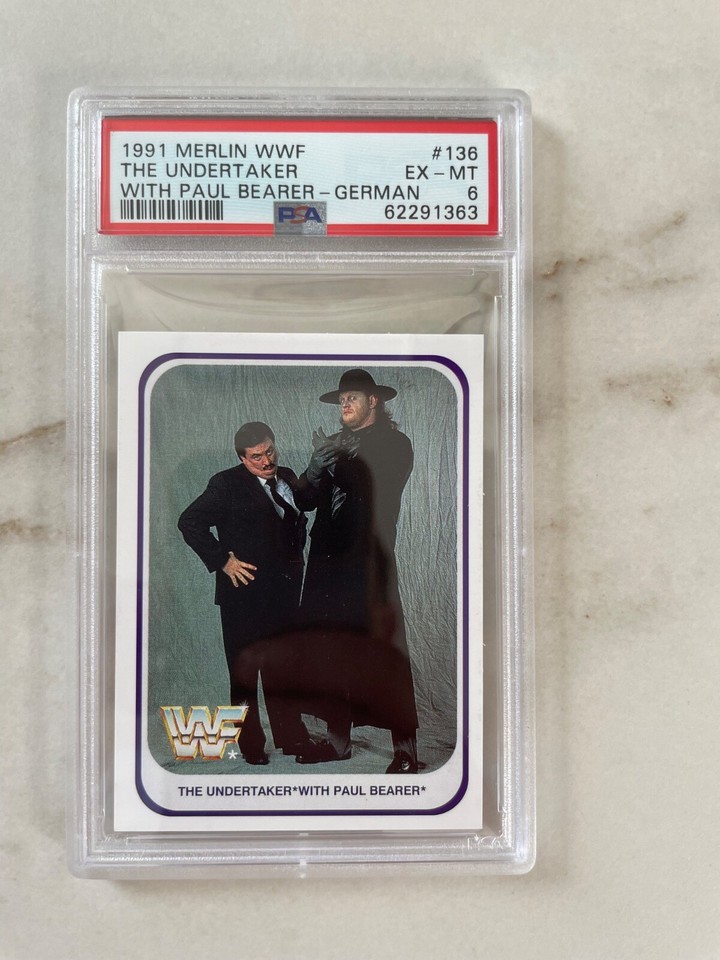 1991 MERLIN WWF #136
THE UNDERTAKER EX - MT
WITH PAUL BEARER - GERMAN 6
PSA 62291363
WF
THE UNDERTAKER*WITH PAUL BEARER*